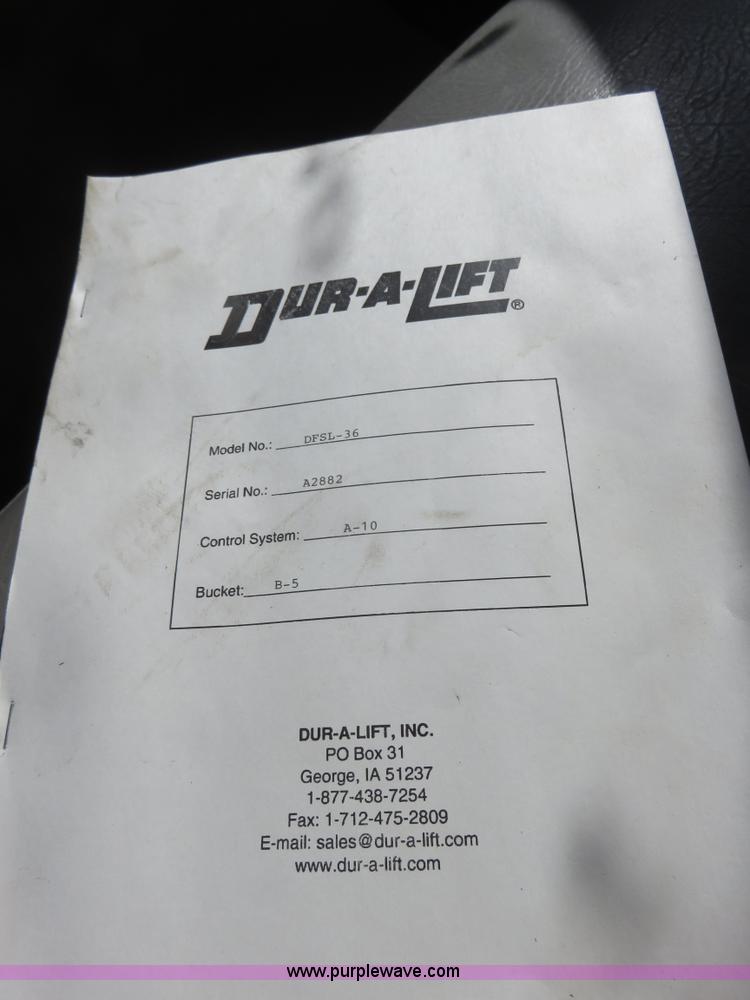 DUR-A-LIFT®
Model No.: DFSL-36
Serial No.: A2882
Control System: A-10
Bucket: B-5
DUR-A-LIFT, INC.
PO Box 31
George, IA 51237
1-877-438-7254
Fax: 1-712-475-2809
E-mail: sales@dur-a-lift.com
www.dur-a-lift.com
www.purplewave.com